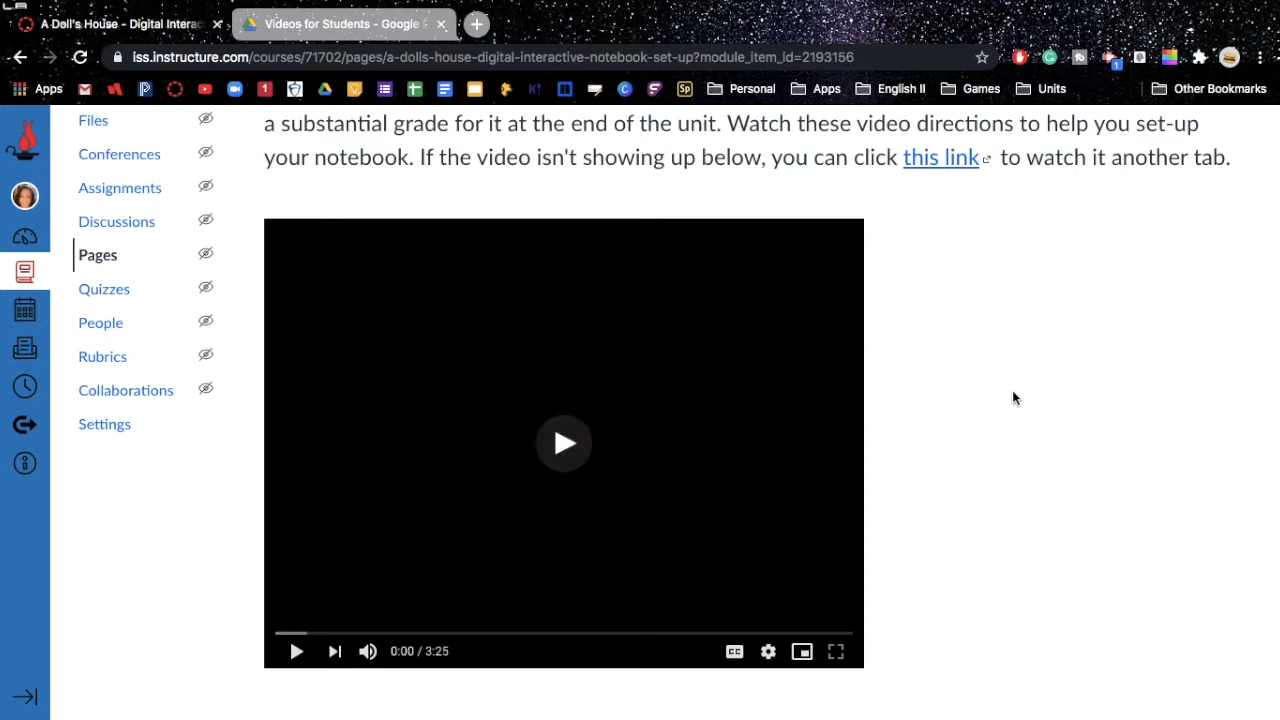 A Doll's House - Digital Interac
Videos for Students - Google
iss.instructure.com/courses/71702/pages/a-dolls-house-digital-interactive-notebook-set-up?module_item_id=2193156
Apps
Personal
Apps
English II
Games
Units
Other Bookmarks
Files
Conferences
Assignments
Discussions
Pages
Quizzes
People
Rubrics
Collaborations
Settings
a substantial grade for it at the end of the unit. Watch these video directions to help you set-up
your notebook. If the video isn't showing up below, you can click this link to watch it another tab.
0:00 / 3:25
CC